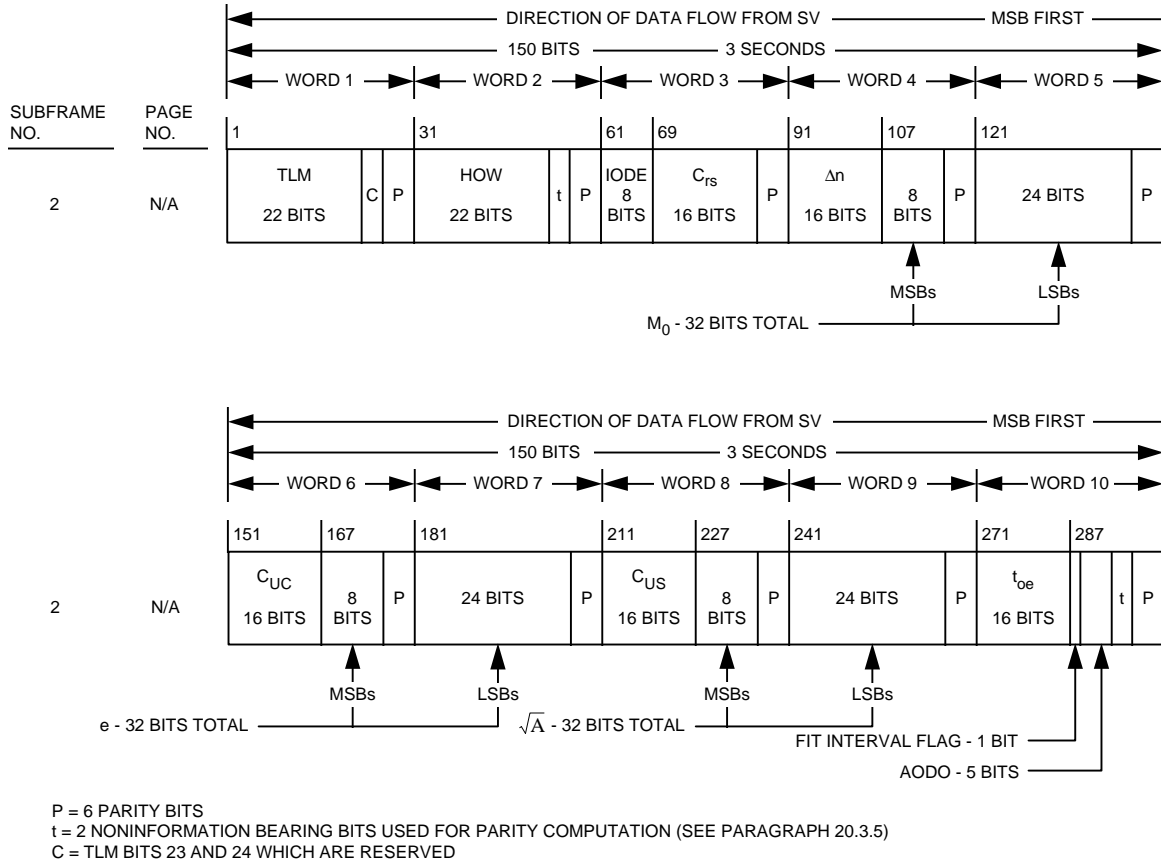 DIRECTION OF DATA FLOW FROM SV MSB FIRST
150 BITS 3 SECONDS
WORD 1 WORD 2 WORD 3 WORD 4 WORD 5
SUBFRAME NO. PAGE NO.
1 31 61 69 91 107 121
2 N/A
TLM 22 BITS C P HOW 22 BITS t P IODE 8 BITS Crs 16 BITS P Δn 16 BITS 8 BITS P 24 BITS P
MSBs LSBs
M0 - 32 BITS TOTAL
DIRECTION OF DATA FLOW FROM SV MSB FIRST
150 BITS 3 SECONDS
WORD 6 WORD 7 WORD 8 WORD 9 WORD 10
151 167 181 211 227 241 271 287
2 N/A
CUC 16 BITS 8 BITS P 24 BITS P CUS 16 BITS 8 BITS P 24 BITS P toe 16 BITS t P
MSBs LSBs MSBs LSBs
e - 32 BITS TOTAL √A - 32 BITS TOTAL
FIT INTERVAL FLAG - 1 BIT
AODO - 5 BITS
P = 6 PARITY BITS
t = 2 NONINFORMATION BEARING BITS USED FOR PARITY COMPUTATION (SEE PARAGRAPH 20.3.5)
C = TLM BITS 23 AND 24 WHICH ARE RESERVED